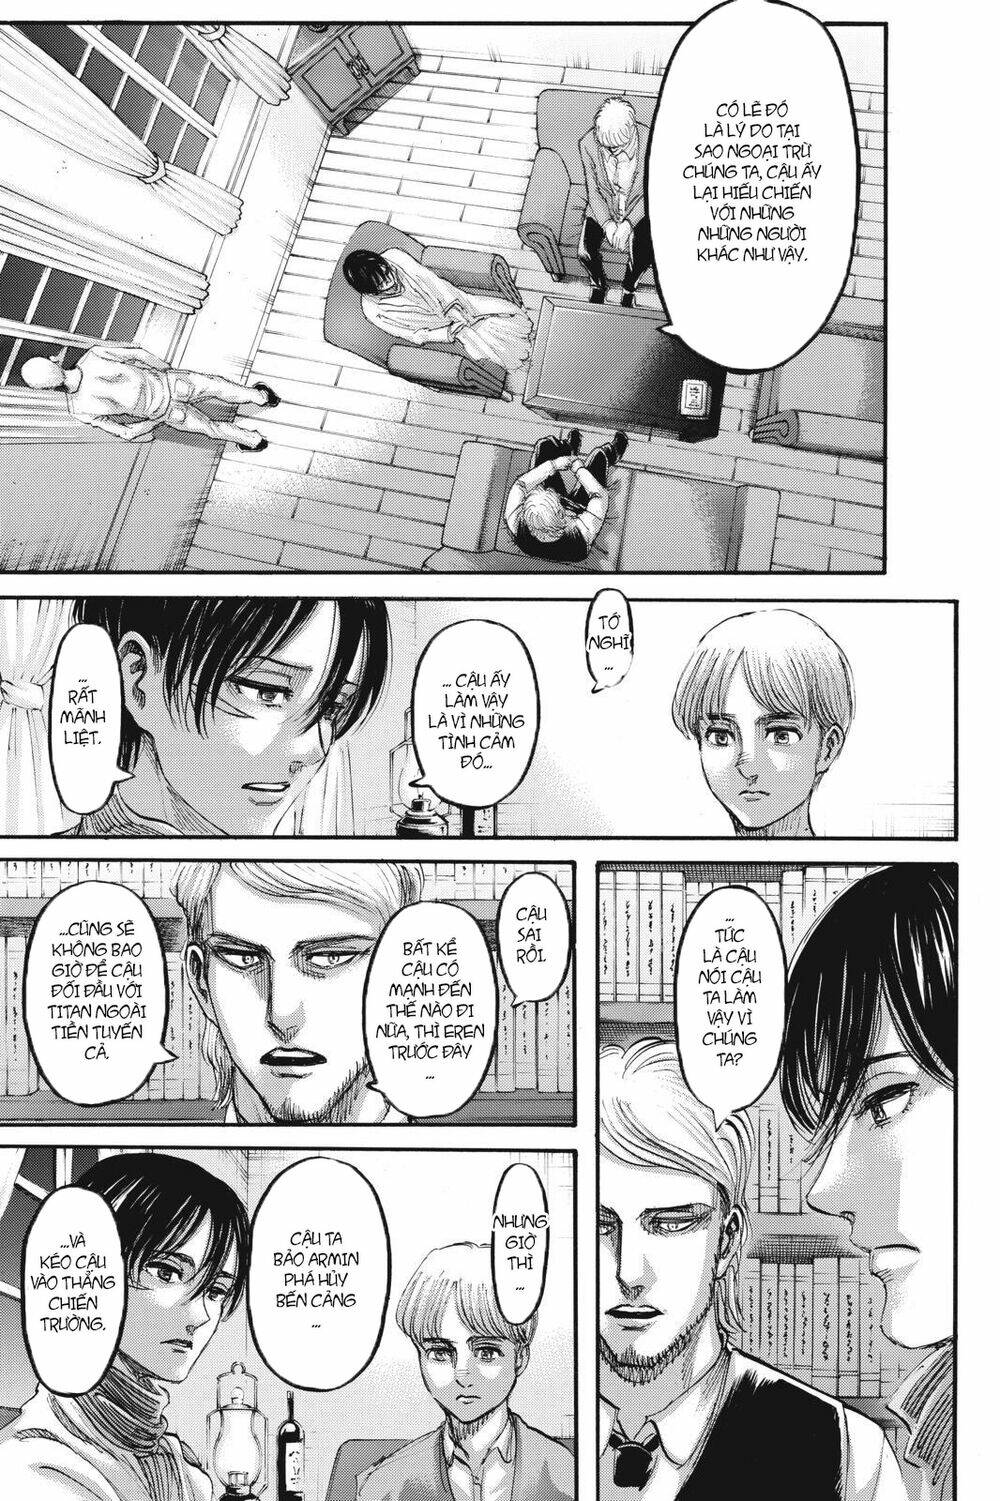 CÓ LẼ ĐÓ
LÀ LÝ DO TẠI
SAO NGOẠI TRỪ
CHÚNG TA, CẬU ẤY
LẠI HIẾU CHIẾN
VỚI NHỮNG
NHỮNG NGƯỜI
KHÁC NHƯ VẬY.
TỚ
NGHĨ
...
... CẬU ẤY
LÀM VẬY
LÀ VÌ NHỮNG
TÌNH CẢM
ĐÓ...
...
RẤT
MÃNH
LIỆT.
...
TỨC
LÀ CẬU
NÓI CẬU
TA LÀM
VẬY VÌ
CHÚNG
TA?
CẬU
SAI
RỒI.
BẤT KỂ
CẬU CÓ
MẠNH ĐẾN
THẾ NÀO ĐI
NỮA, THÌ EREN
TRƯỚC ĐÂY
...
...CŨNG SẼ
KHÔNG BAO
GIỜ ĐỂ CẬU
ĐỐI ĐẦU VỚI
TITAN NGOÀI
TIỀN TUYẾN
CẢ.
NHƯNG
GIỜ
THÌ
...
CẬU TA
BẢO ARMIN
PHÁ HỦY
BẾN CẢNG
...
...VÀ
KÉO CẬU
VÀO THẲNG
CHIẾN
TRƯỜNG.